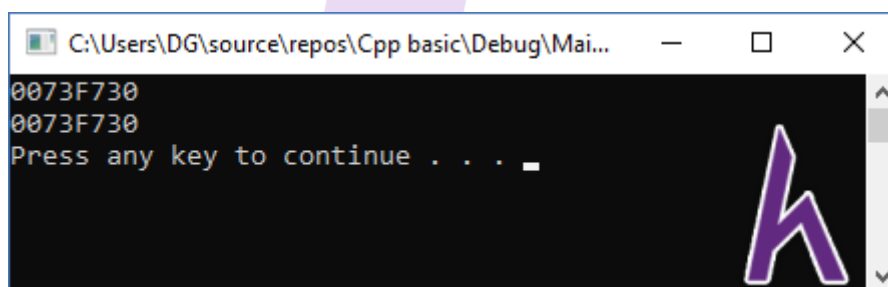 C:\Users\DG\source\repos\Cpp basic\Debug\Mai...
0073F730
0073F730
Press any key to continue . . .